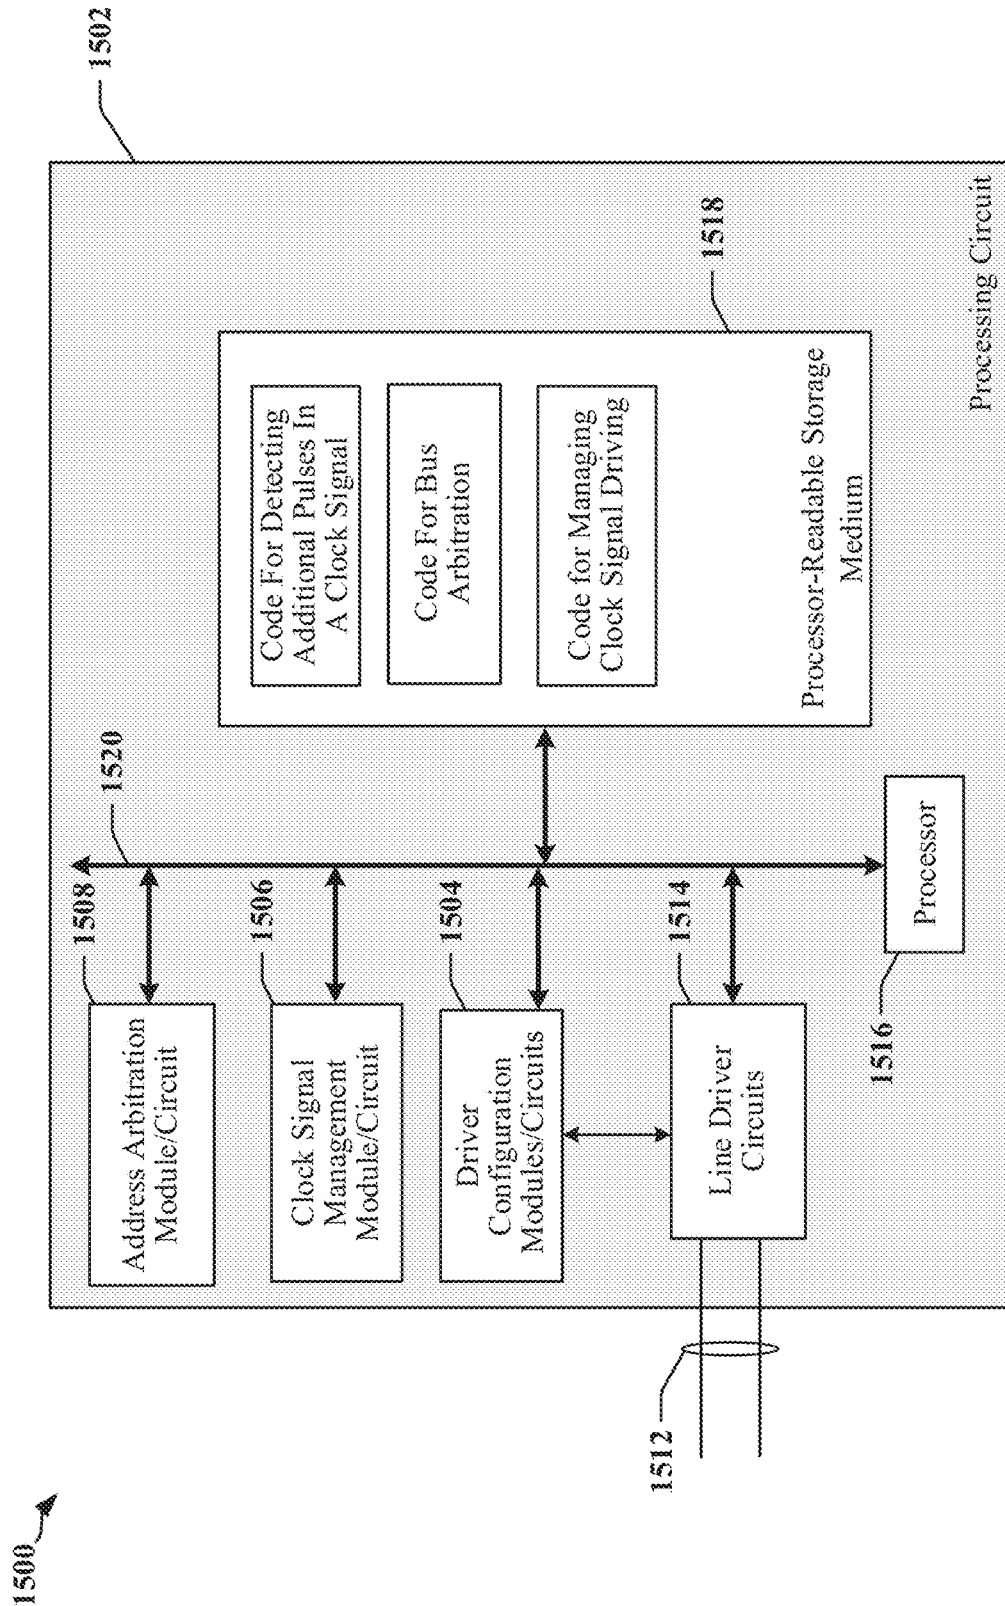 1500
1502
1520
1508
Address Arbitration
Module/Circuit
1506
Clock Signal
Management
Module/Circuit
1504
Driver
Configuration
Modules/Circuits
1514
Line Driver
Circuits
1512
1516
Processor
1518
Code For Detecting
Additional Pulses In
A Clock Signal
Code For Bus
Arbitration
Code for Managing
Clock Signal Driving
Processor-Readable Storage
Medium
Processing Circuit